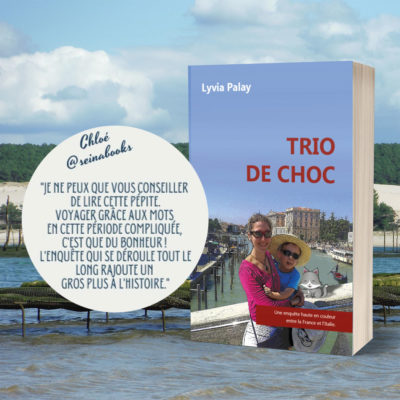 Chloé
@seinabooks
"JE NE PEUX QUE VOUS CONSEILLER
DE LIRE CETTE PÉPITE.
VOYAGER GRÂCE AUX MOTS
EN CETTE PÉRIODE COMPLIQUÉE,
C'EST QUE DU BONHEUR !
L'ENQUÊTE QUI SE DÉROULE TOUT LE
LONG RAJOUTE UN
GROS PLUS À L'HISTOIRE."
Lyvia Palay
TRIO
DE CHOC
Une enquête haute en couleur
entre la France et l'Italie.